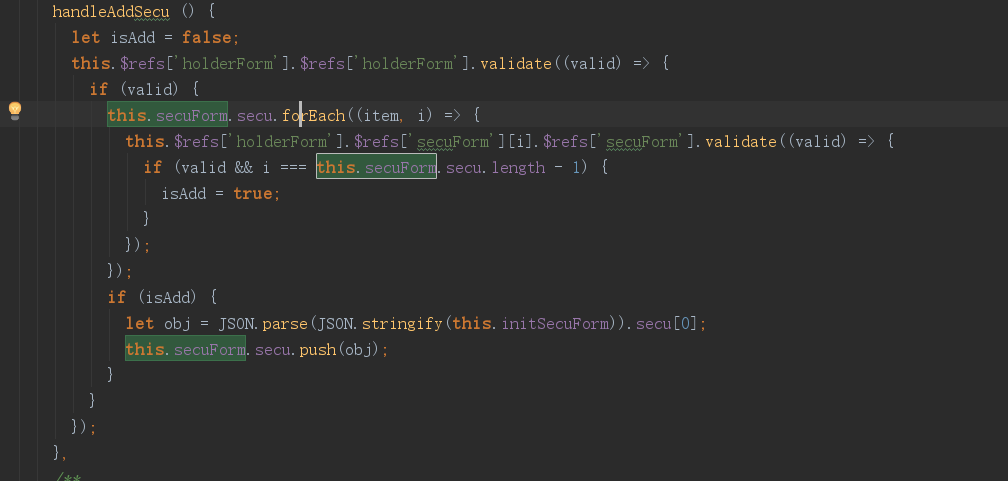 handleAddSecu () {
let isAdd = false;
this.$refs['holderForm'].$refs['holderForm'].validate((valid) => {
if (valid) {
this.secuForm.secu.forEach((item, i) => {
this.$refs['holderForm'].$refs['secuForm'][i].$refs['secuForm'].validate((valid) => {
if (valid && i === this.secuForm.secu.length - 1) {
isAdd = true;
}
});
});
if (isAdd) {
let obj = JSON.parse(JSON.stringify(this.initSecuForm)).secu[0];
this.secuForm.secu.push(obj);
}
}
});
},
/**